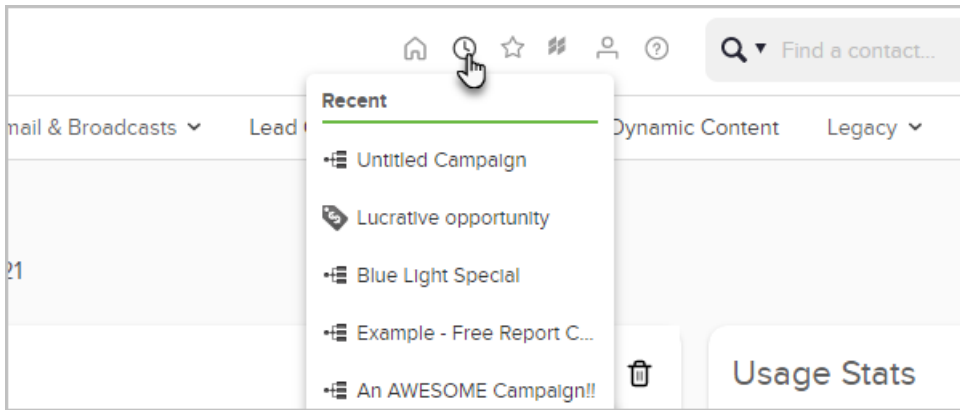 Find a contact...
Recent
mail & Broadcasts
Lead
Dynamic Content
Legacy
Untitled Campaign
Lucrative opportunity
21
Blue Light Special
Example - Free Report C...
An AWESOME Campaign!!
Usage Stats